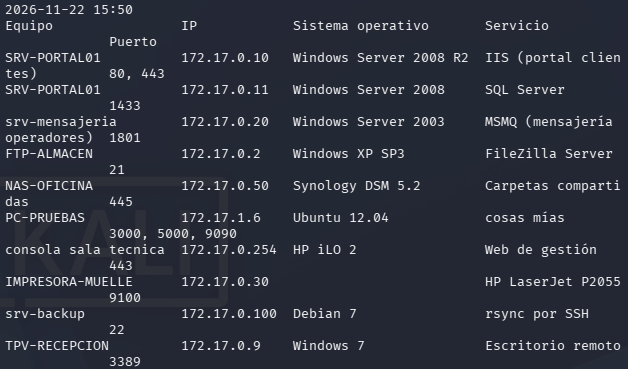 2026-11-22 15:50
Equipo IP Sistema operativo Servicio
Puerto
SRV-PORTAL01 172.17.0.10 Windows Server 2008 R2 IIS (portal clien
tes) 80, 443
SRV-PORTAL01 172.17.0.11 Windows Server 2008 SQL Server
1433
srv-mensajeria 172.17.0.20 Windows Server 2003 MSMQ (mensajería
operadores) 1801
FTP-ALMACEN 172.17.0.2 Windows XP SP3 FileZilla Server
21
NAS-OFICINA 172.17.0.50 Synology DSM 5.2 Carpetas comparti
das 445
PC-PRUEBAS 172.17.1.6 Ubuntu 12.04 cosas mias
3000, 5000, 9090
consola sala tecnica 172.17.0.254 HP iLO 2 Web de gestión
443
IMPRESORA-MUELLE 172.17.0.30 HP LaserJet P2055
9100
srv-backup 172.17.0.100 Debian 7 rsync por SSH
22
TPV-RECEPCION 172.17.0.9 Windows 7 Escritorio remoto
3389
KALI